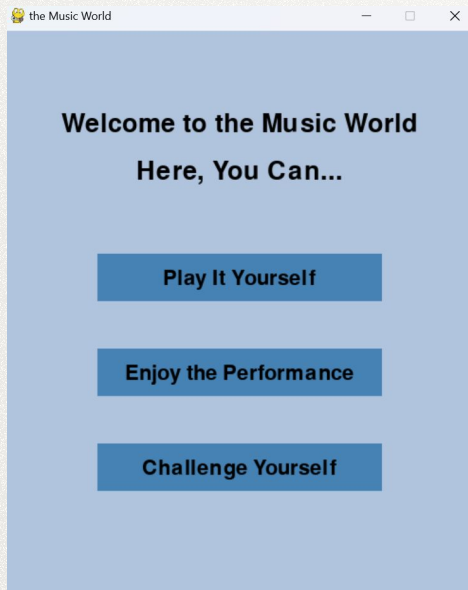 the Music World
Welcome to the Music World
Here, You Can...
Play It Yourself
Enjoy the Performance
Challenge Yourself